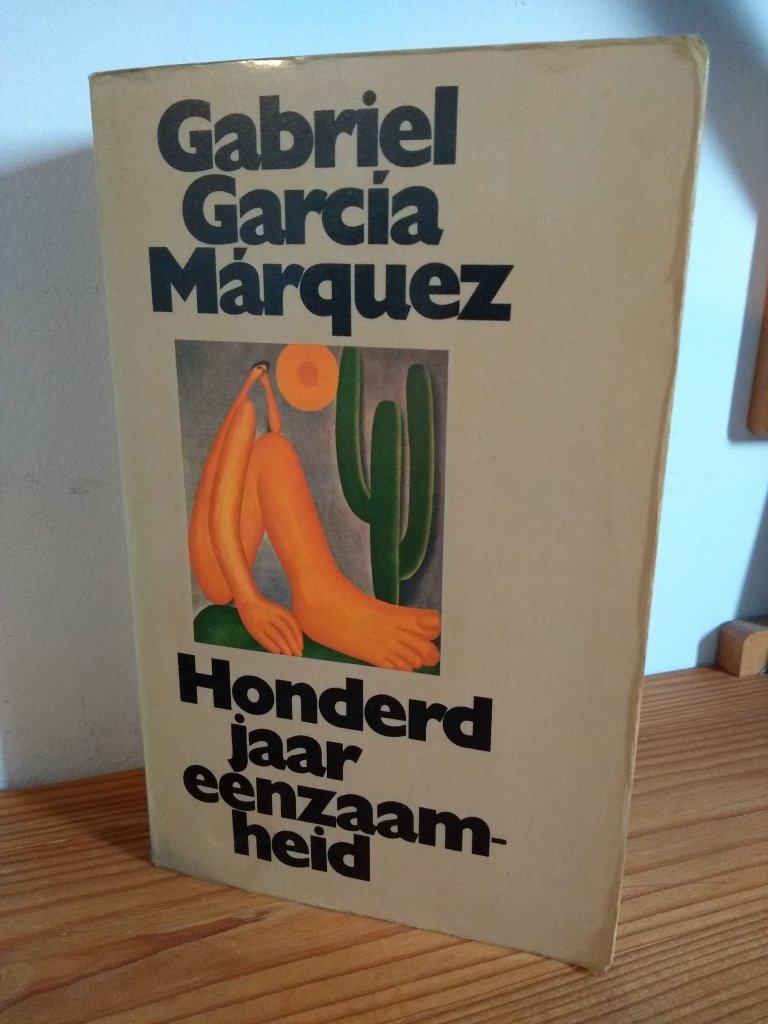 Gabriel
García
Márquez
Honderd
jaar
eenzaam-
heid